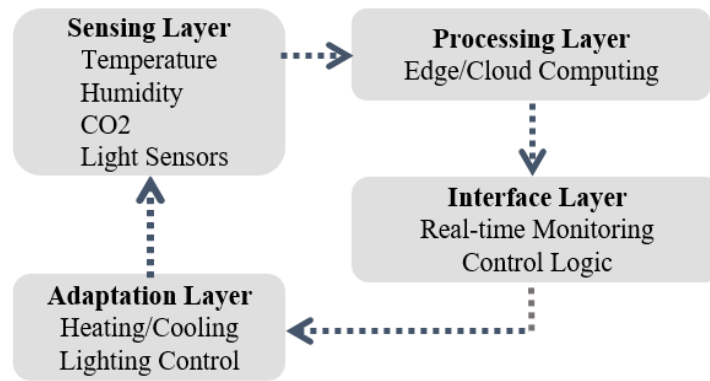 Sensing Layer
Temperature
Humidity
CO2
Light Sensors
Processing Layer
Edge/Cloud Computing
Interface Layer
Real-time Monitoring
Control Logic
Adaptation Layer
Heating/Cooling
Lighting Control